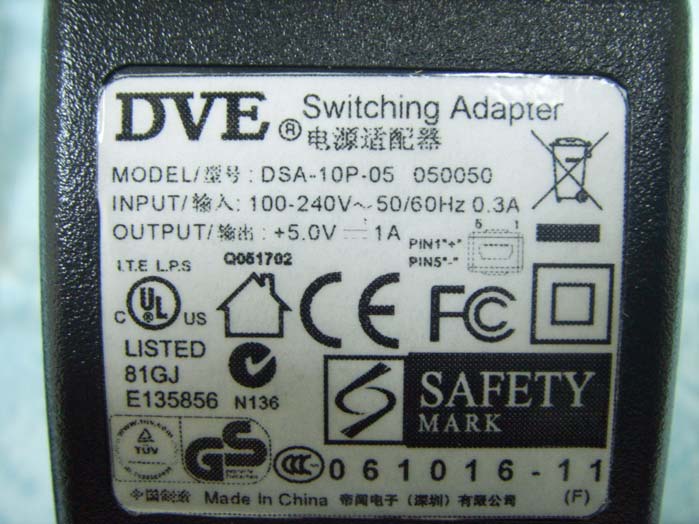 DVE® Switching Adapter
电源适配器
MODEL/型号: DSA-10P-05 050050
INPUT/输入: 100-240V~50/60Hz 0.3A
OUTPUT/输出: +5.0V⎓1A
5 1
PIN1"+"
PIN5"-"
I.T.E L.P.S
Q051702
C UL® US
CE
FC
LISTED
81GJ
E135856
N136
S
SAFETY
MARK
TÜV
GS
CCC 061016-11
中国制造 Made In China 帝闻电子(深圳)有限公司 (F)